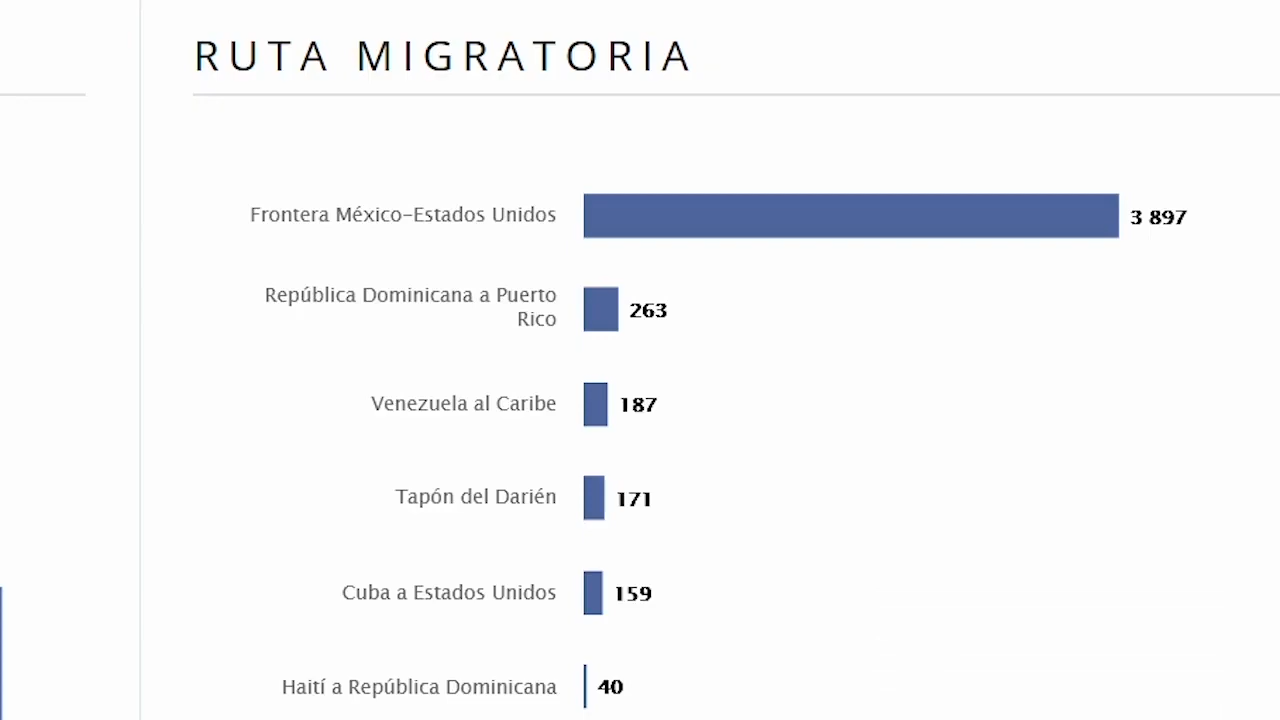 RUTA MIGRATORIA
Frontera México-Estados Unidos
3 897
República Dominicana a Puerto
Rico
263
Venezuela al Caribe
187
Tapón del Darién
171
Cuba a Estados Unidos
159
Haití a República Dominicana
40